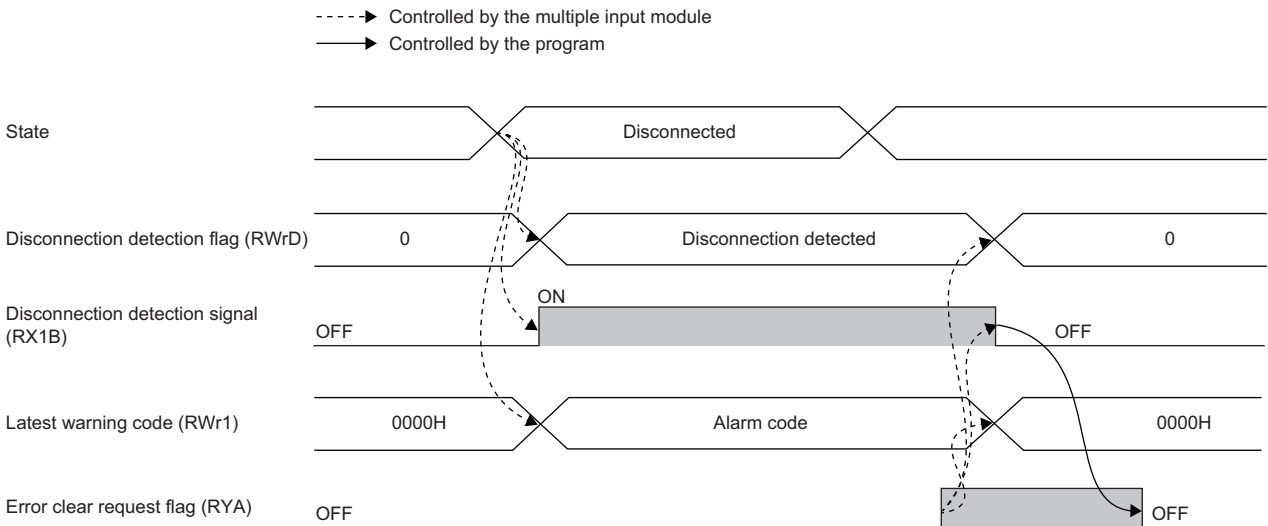 Controlled by the multiple input module
Controlled by the program
State
Disconnected
Disconnection detection flag (RWrD)
0
Disconnection detected
0
Disconnection detection signal
(RX1B)
OFF
ON
OFF
Latest warning code (RWr1)
0000H
Alarm code
0000H
Error clear request flag (RYA)
OFF
OFF